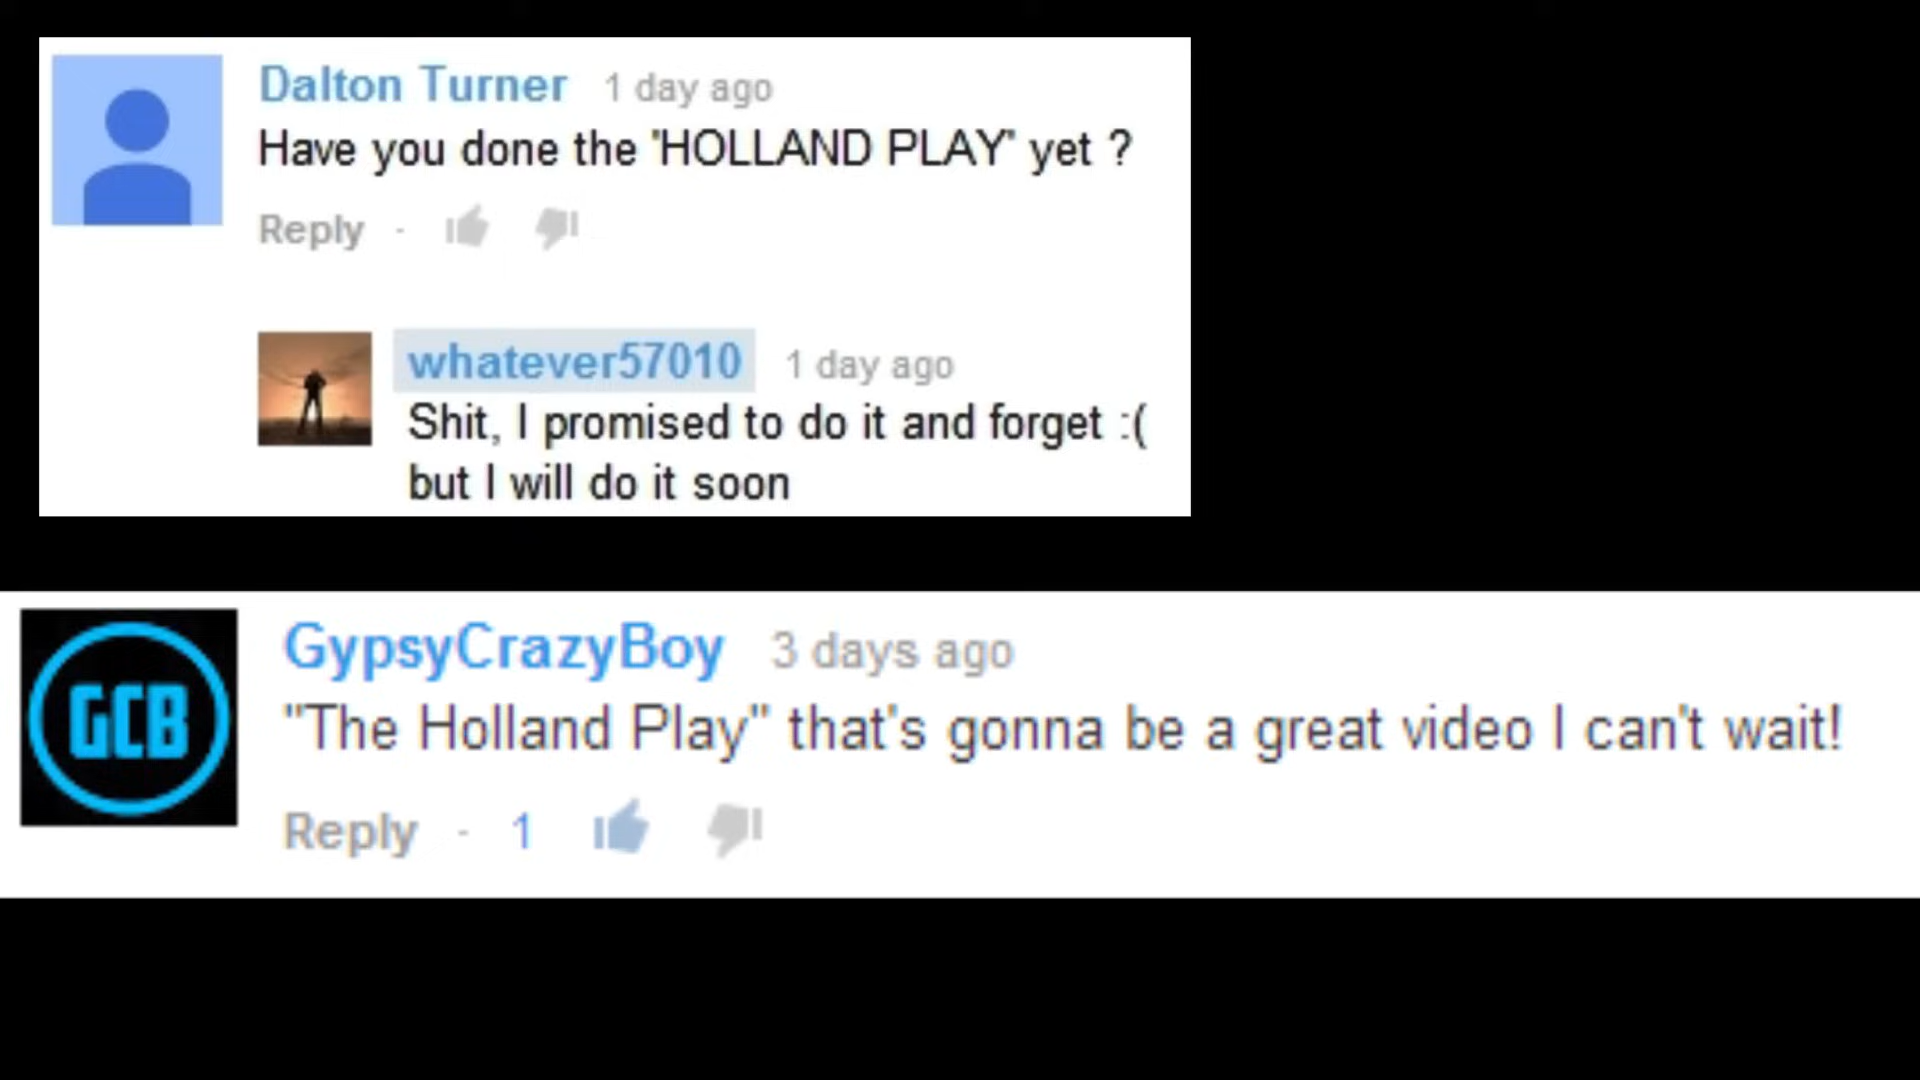 Dalton Turner 1 day ago
Have you done the "HOLLAND PLAY" yet ?
Reply ·
whatever57010 1 day ago
Shit, I promised to do it and forget :(
but I will do it soon
GCB
GypsyCrazyBoy 3 days ago
"The Holland Play" that's gonna be a great video I can't wait!
Reply · 1